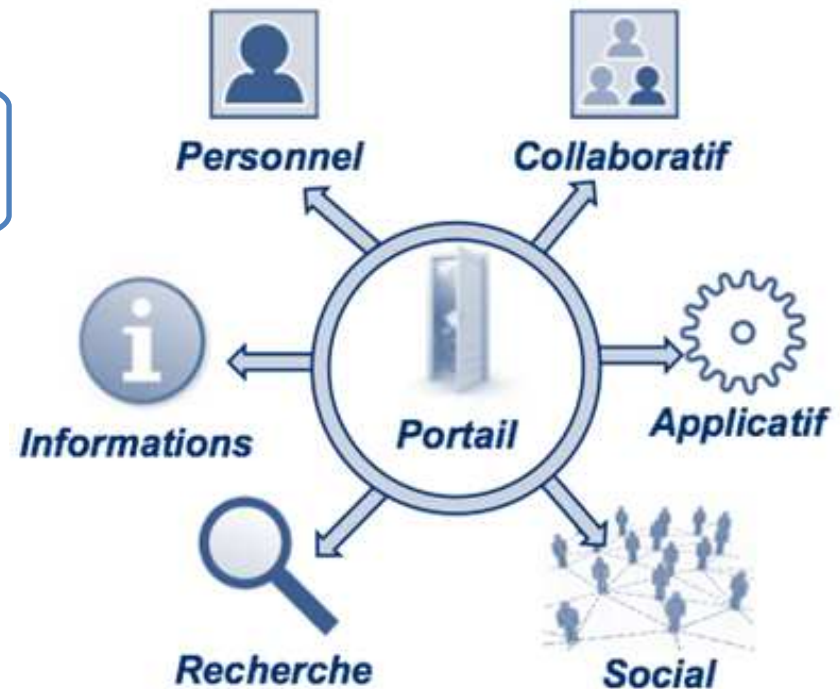 Personnel
Collaboratif
Informations
Portail
Applicatif
Recherche
Social